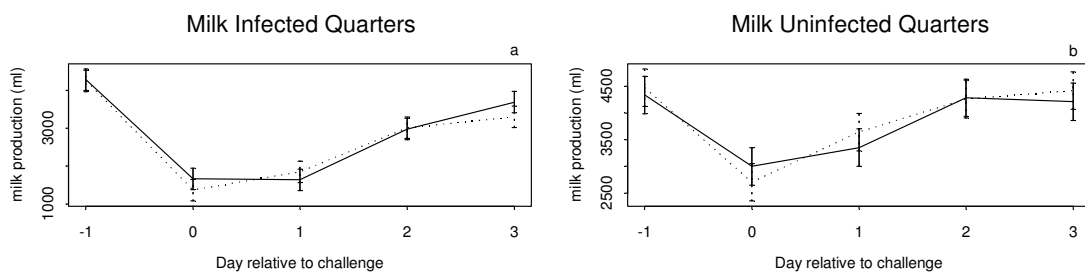 Milk Infected Quarters
a
milk production (ml)
1000
3000
-1 0 1 2 3
Day relative to challenge
Milk Uninfected Quarters
b
milk production (ml)
2500
3500
4500
-1 0 1 2 3
Day relative to challenge